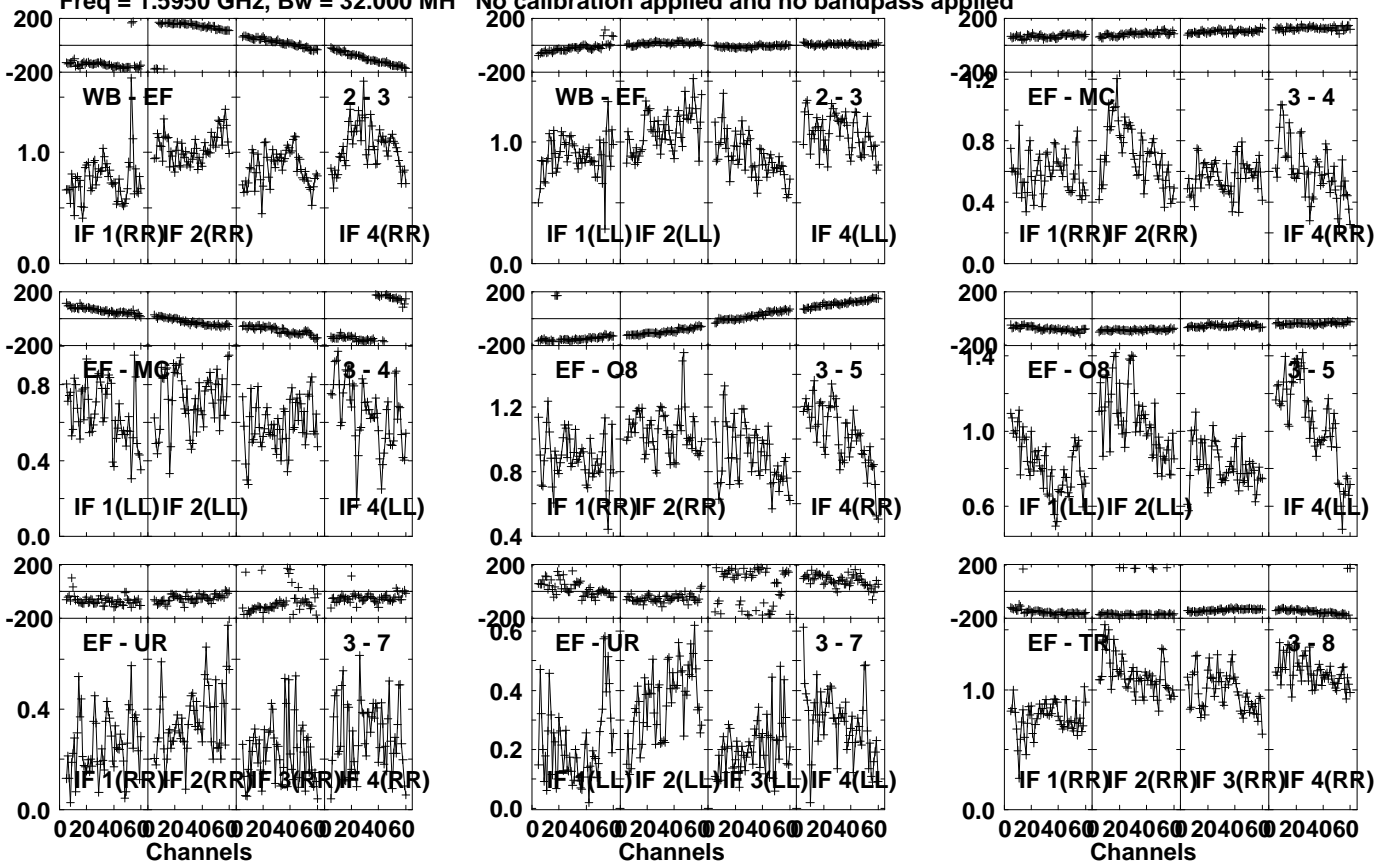 Freq = 1.5950 GHz, Bw = 32.000 MH No calibration applied and no bandpass applied
200
-200
WB - EF 2 - 3
1.0
IF 1(RR) IF 2(RR) IF 4(RR)
0.0
200
-200
WB - EF 2 - 3
1.0
IF 1(LL) IF 2(LL) IF 4(LL)
0.0
200
-200
1.2
EF - MC 3 - 4
0.8
0.4
IF 1(RR) IF 2(RR) IF 4(RR)
0.0
200
-200
EF - MC 3 - 4
0.8
0.4
IF 1(LL) IF 2(LL) IF 4(LL)
0.0
200
-200
EF - O8 3 - 5
1.2
0.8
IF 1(RR) IF 2(RR) IF 4(RR)
0.4
200
-200
1.4
EF - O8 3 - 5
1.0
0.6
IF 1(LL) IF 2(LL) IF 4(LL)
200
-200
EF - UR 3 - 7
0.4
IF 1(RR) IF 2(RR) IF 3(RR) IF 4(RR)
0.0
0 20 40 60 0 20 40 60 0 20 40 60 0 20 40 60
Channels
200
-200
0.6
EF - UR 3 - 7
0.4
0.2
IF 1(LL) IF 2(LL) IF 3(LL) IF 4(LL)
0.0
0 20 40 60 0 20 40 60 0 20 40 60 0 20 40 60
Channels
200
-200
EF - TR 3 - 8
1.0
IF 1(RR) IF 2(RR) IF 3(RR) IF 4(RR)
0.0
0 20 40 60 0 20 40 60 0 20 40 60 0 20 40 60
Channels